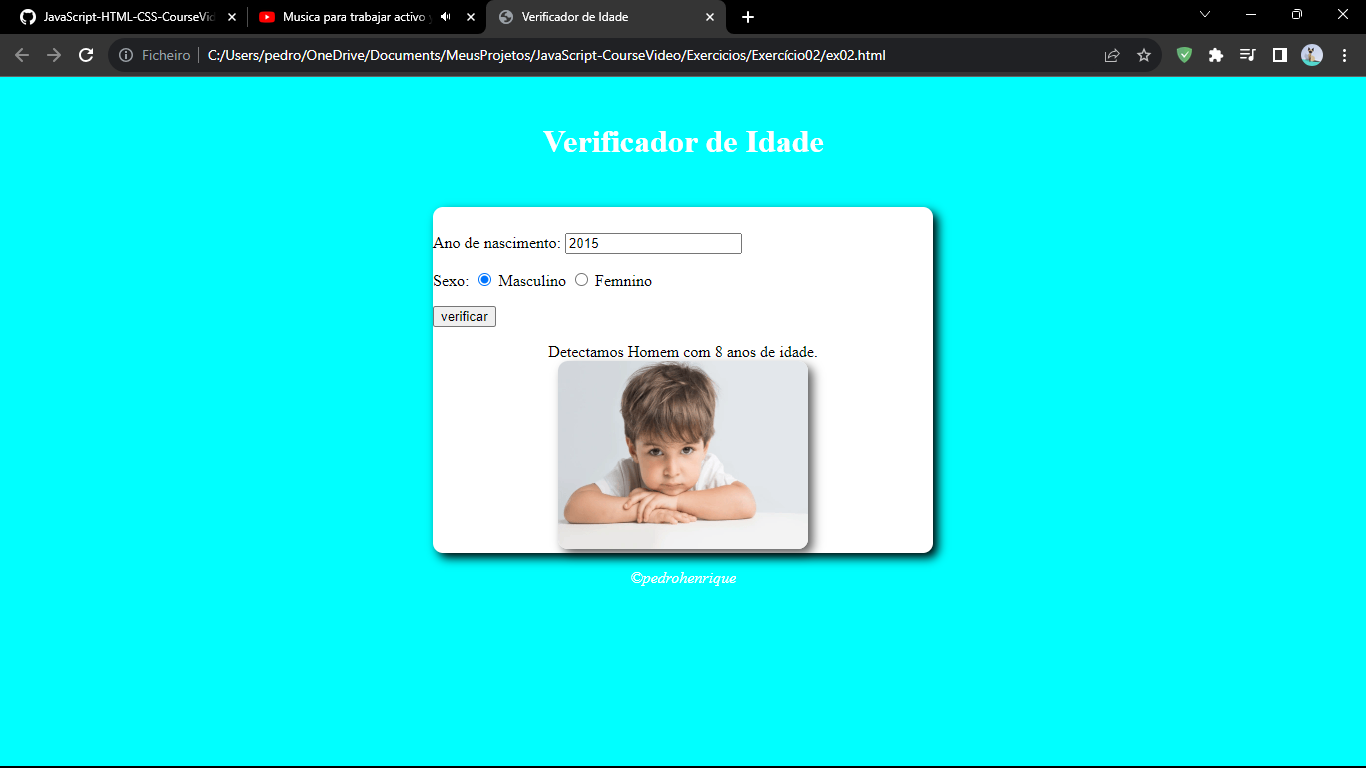 JavaScript-HTML-CSS-CourseVid
Musica para trabajar activo y
Verificador de Idade
Ficheiro
C:/Users/pedro/OneDrive/Documents/MeusProjetos/JavaScript-CourseVideo/Exercicios/Exercício02/ex02.html
Verificador de Idade
Ano de nascimento: 2015
Sexo: Masculino Femnino
verificar
Detectamos Homem com 8 anos de idade.
©pedrohenrique